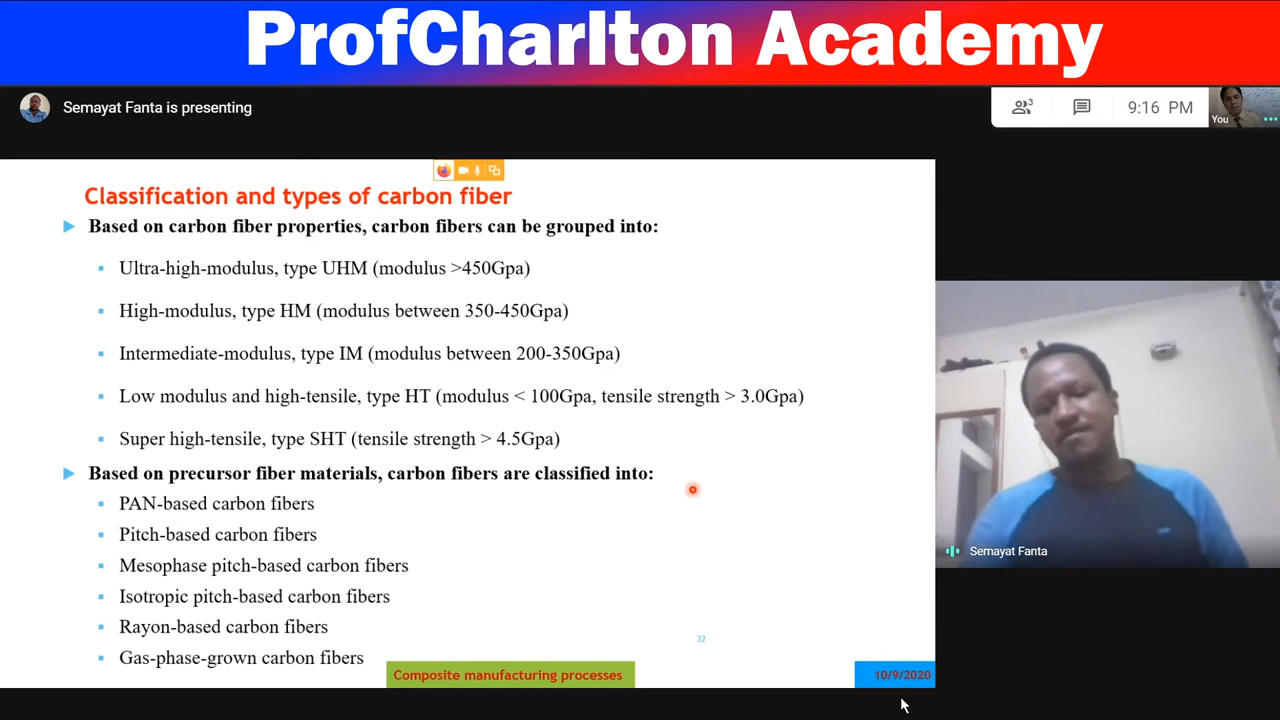 ProfCharlton Academy
Semayat Fanta is presenting
3
9:16 PM
You
Classification and types of carbon fiber
Based on carbon fiber properties, carbon fibers can be grouped into:
Ultra-high-modulus, type UHM (modulus >450Gpa)
High-modulus, type HM (modulus between 350-450Gpa)
Intermediate-modulus, type IM (modulus between 200-350Gpa)
Low modulus and high-tensile, type HT (modulus < 100Gpa, tensile strength > 3.0Gpa)
Super high-tensile, type SHT (tensile strength > 4.5Gpa)
Based on precursor fiber materials, carbon fibers are classified into:
PAN-based carbon fibers
Pitch-based carbon fibers
Mesophase pitch-based carbon fibers
Isotropic pitch-based carbon fibers
Rayon-based carbon fibers
Gas-phase-grown carbon fibers
32
Composite manufacturing processes
10/9/2020
Semayat Fanta